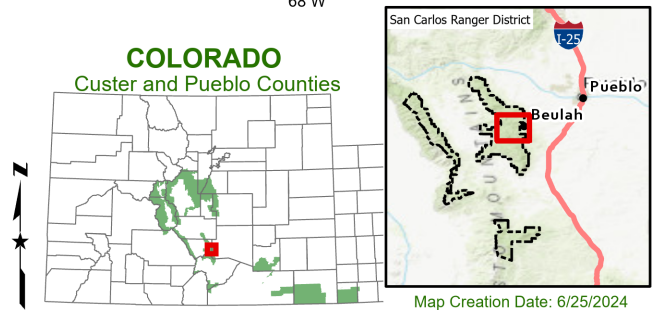 68 W
COLORADO
Custer and Pueblo Counties
N
San Carlos Ranger District
I-25
Pueblo
Beulah
Map Creation Date: 6/25/2024